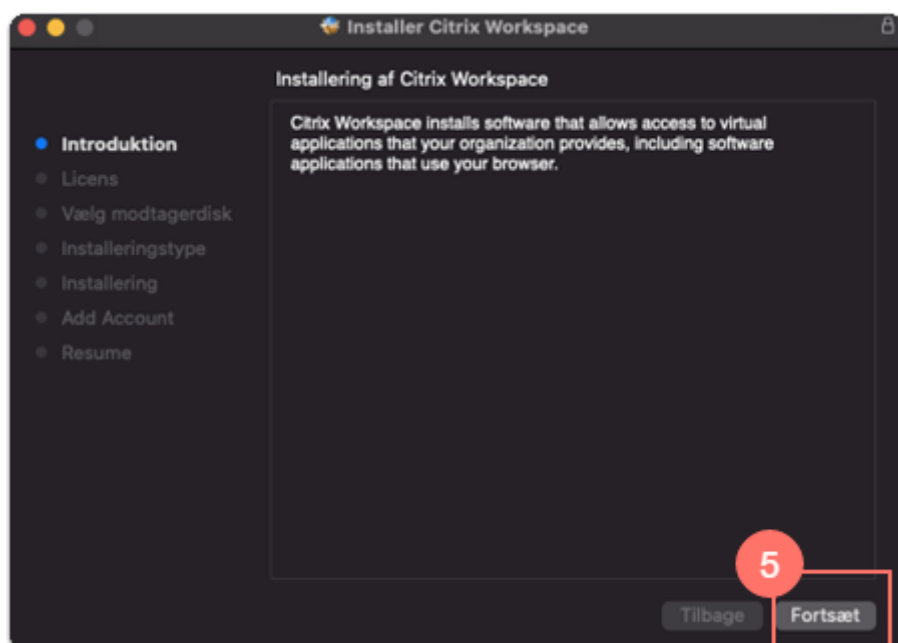 Installer Citrix Workspace
Installering af Citrix Workspace
Introduktion
Licens
Vælg modtagerdisk
Installeringstype
Installering
Add Account
Resume
Citrix Workspace installs software that allows access to virtual
applications that your organization provides, including software
applications that use your browser.
5
Tilbage
Fortsæt